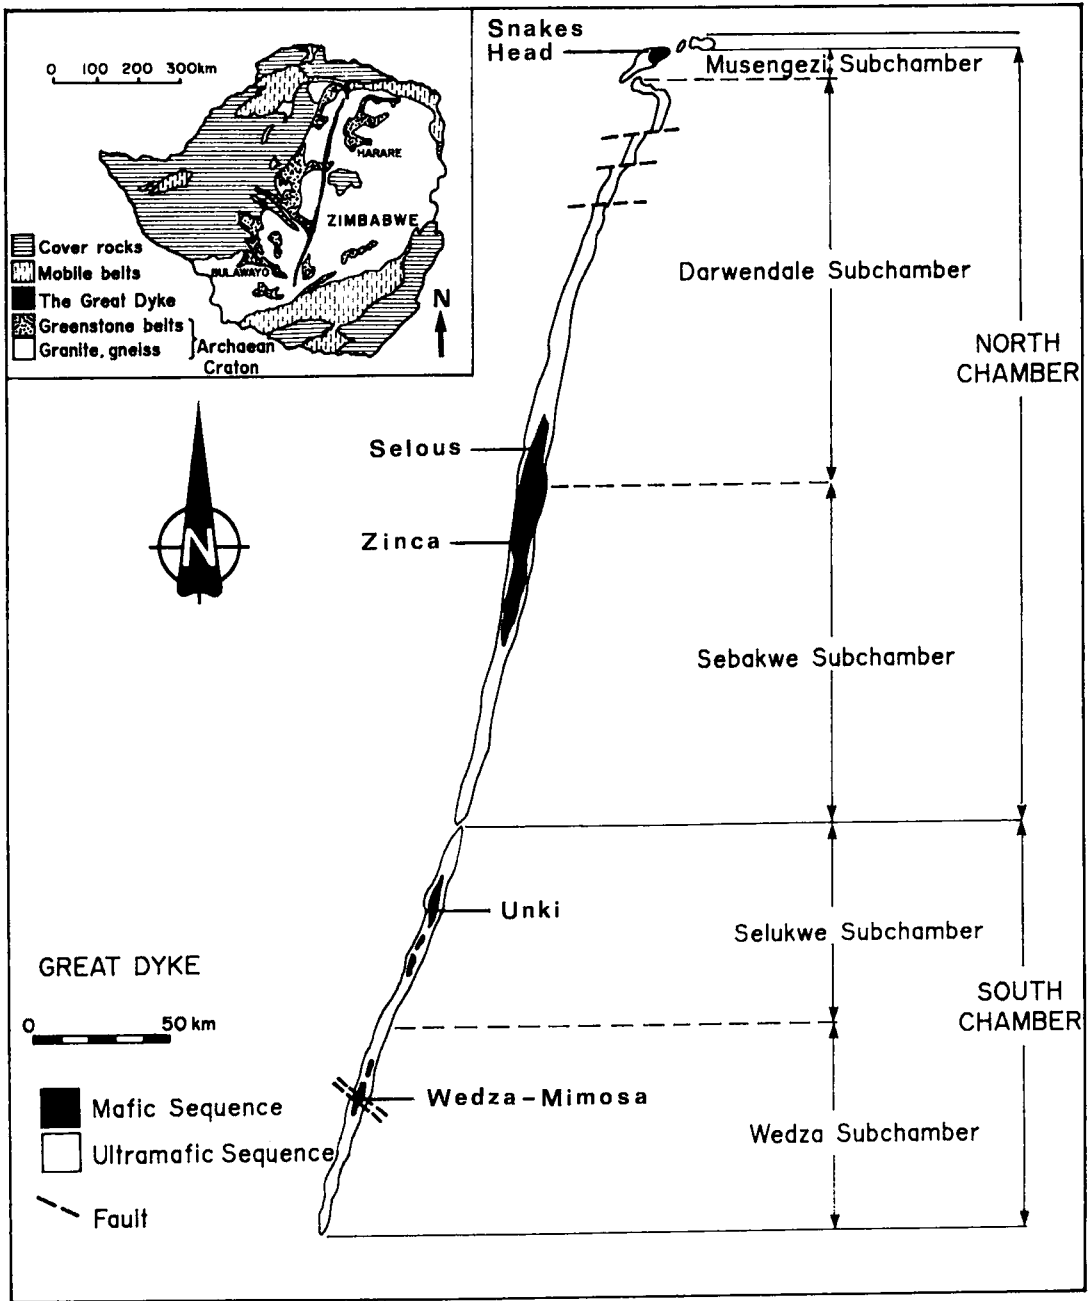 0 100 200 300km
HARARE
ZIMBABWE
BULAWAYO
Cover rocks
Mobile belts
The Great Dyke
Greenstone belts
Granite, gneiss
Archaean
Craton
N
Snakes
Head
Musengezi Subchamber
Darwendale Subchamber
NORTH
CHAMBER
Selous
N
Zinca
Sebakwe Subchamber
Unki
Selukwe Subchamber
GREAT DYKE
SOUTH
CHAMBER
0 50 km
Wedza-Mimosa
Mafic Sequence
Wedza Subchamber
Ultramafic Sequence
Fault